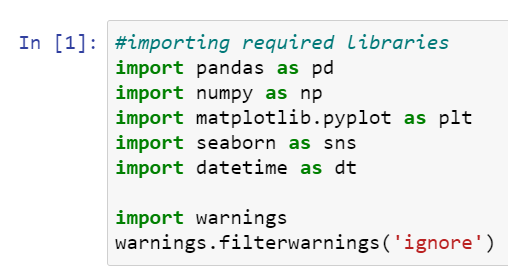 In [1]: #importing required libraries
import pandas as pd
import numpy as np
import matplotlib.pyplot as plt
import seaborn as sns
import datetime as dt
import warnings
warnings.filterwarnings('ignore')